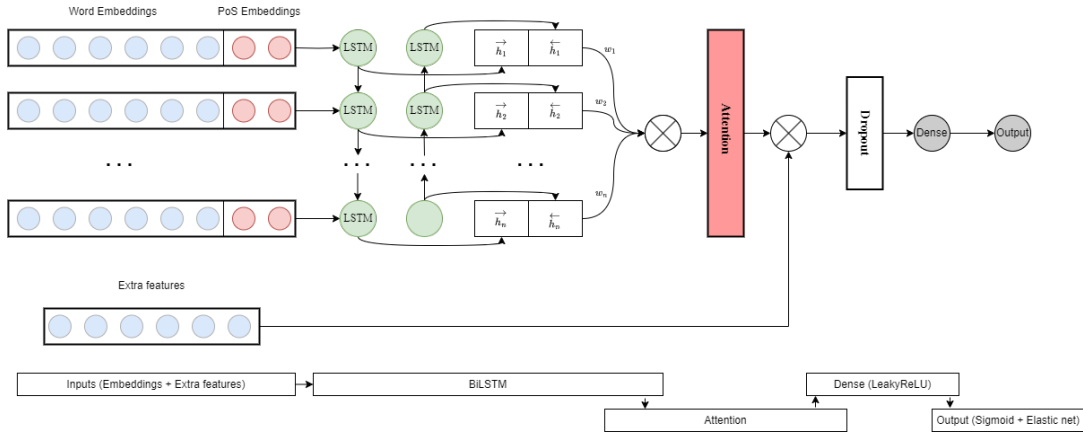 Word Embeddings PoS Embeddings
LSTM LSTM h₁ h₁ w₁
LSTM LSTM h₂ h₂ w₂
Attention
Dropout
Dense Output
... ... ... ...
LSTM hₙ hₙ wₙ
Extra features
Inputs (Embeddings + Extra features) BiLSTM Dense (LeakyReLU)
Attention Output (Sigmoid + Elastic net)